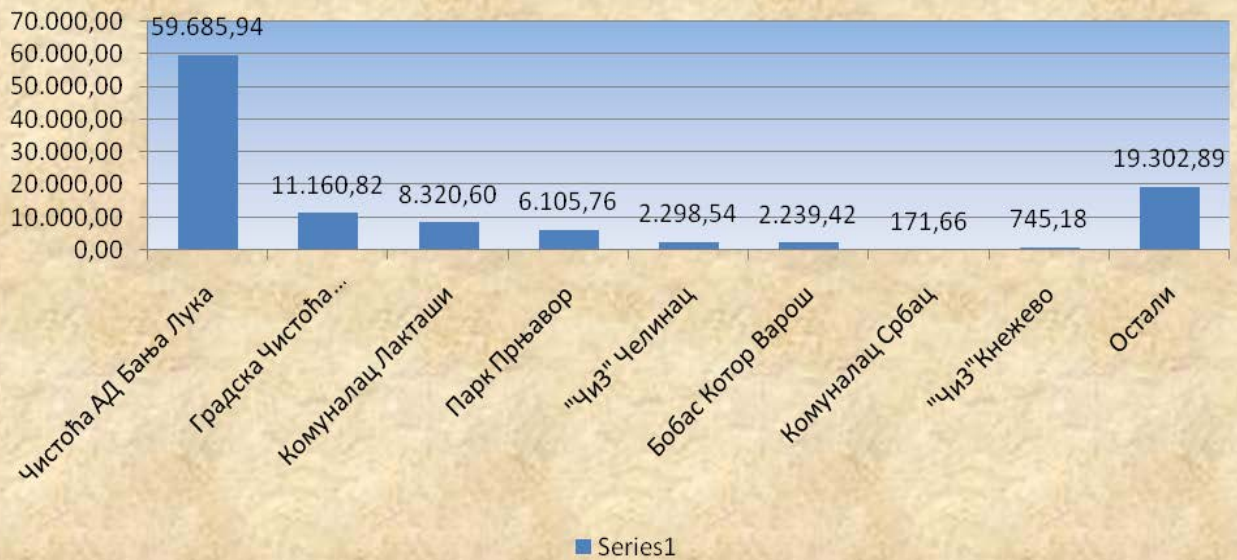 70.000,00
60.000,00
50.000,00
40.000,00
30.000,00
20.000,00
10.000,00
0,00
59.685,94
11.160,82
8.320,60
6.105,76
2.298,54
2.239,42
171,66
745,18
19.302,89
Чистоћа АД Бања Лука
Градска Чистоћа...
Комуналац Лакташи
Парк Прњавор
"ЧиЗ" Челинац
Бобас Котор Варош
Комуналац Србац
"ЧиЗ"Кнежево
Остали
Series1